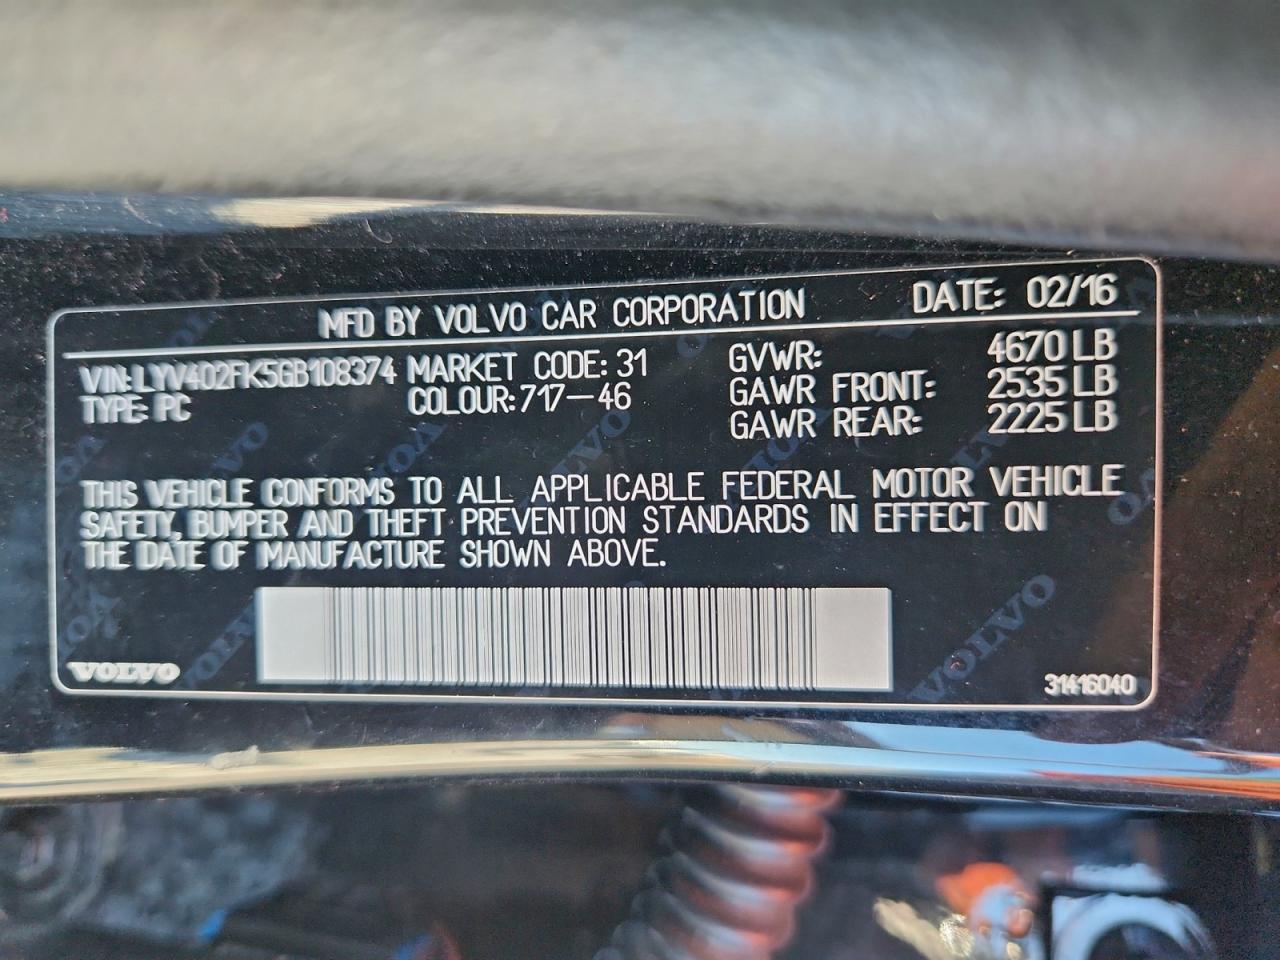 MFD BY VOLVO CAR CORPORATION DATE: 02/16
VIN: LYV402FK5GB108374 MARKET CODE: 31 GVWR: 4670 LB
TYPE: PC COLOUR: 717-46 GAWR FRONT: 2535 LB
GAWR REAR: 2225 LB
THIS VEHICLE CONFORMS TO ALL APPLICABLE FEDERAL MOTOR VEHICLE
SAFETY, BUMPER AND THEFT PREVENTION STANDARDS IN EFFECT ON
THE DATE OF MANUFACTURE SHOWN ABOVE.
VOLVO 31416040